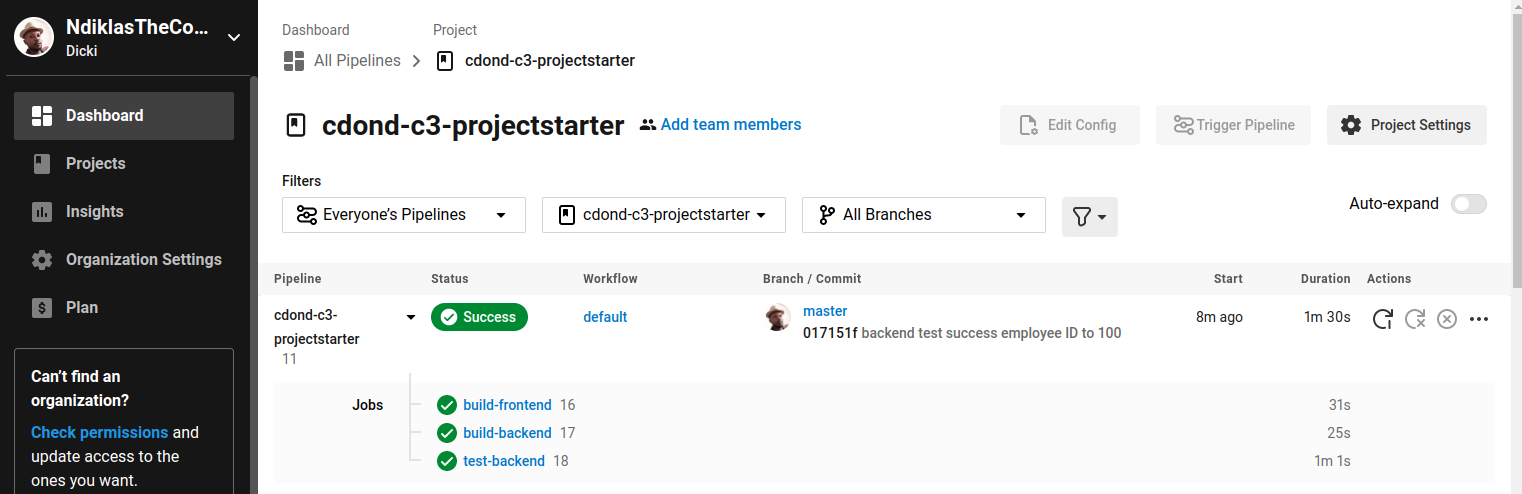 NdiklasTheCo...
Dicki
Dashboard
Projects
Insights
Organization Settings
Plan
Can't find an
organization?
Check permissions and
update access to the
ones you want.
Dashboard Project
All Pipelines cdond-c3-projectstarter
cdond-c3-projectstarter Add team members Edit Config Trigger Pipeline Project Settings
Filters
Everyone's Pipelines cdond-c3-projectstarter All Branches Auto-expand
Pipeline Status Workflow Branch / Commit Start Duration Actions
cdond-c3-
projectstarter
11
Success default master 8m ago 1m 30s
017151f backend test success employee ID to 100
Jobs build-frontend 16 31s
build-backend 17 25s
test-backend 18 1m 1s